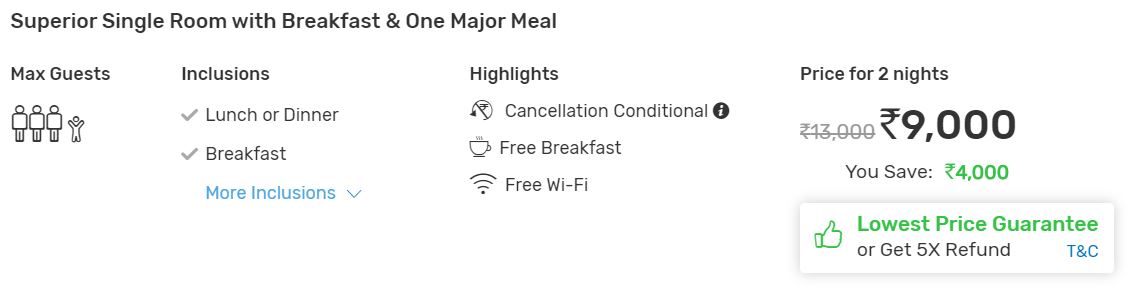 Superior Single Room with Breakfast & One Major Meal
Max Guests
Inclusions
Lunch or Dinner
Breakfast
More Inclusions
Highlights
Cancellation Conditional
Free Breakfast
Free Wi-Fi
Price for 2 nights
₹13,000 ₹9,000
You Save: ₹4,000
Lowest Price Guarantee
or Get 5X Refund T&C